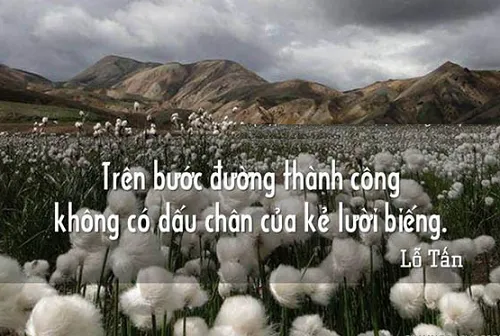 Trên bước đường thành công
không có dấu chân của kẻ lười biếng.
Lỗ Tấn